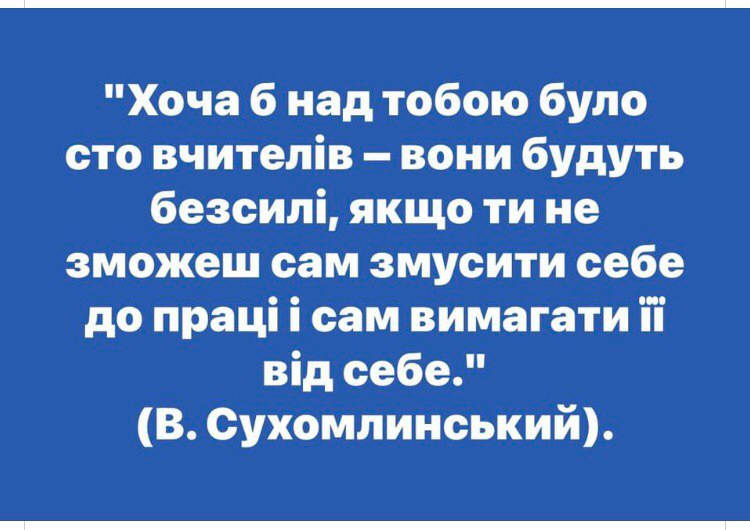 "Хоча б над тобою було
сто вчителів – вони будуть
безсилі, якщо ти не
зможеш сам змусити себе
до праці і сам вимагати її
від себе."
(В. Сухомлинський).